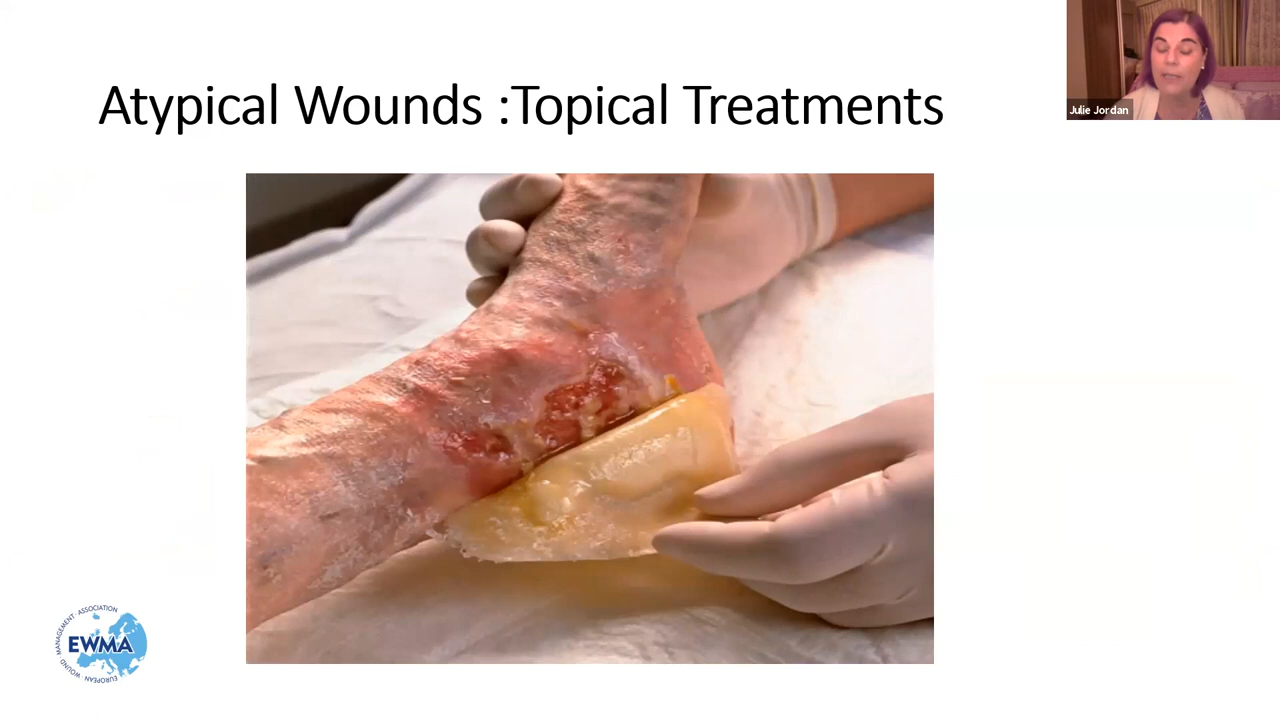 Atypical Wounds :Topical Treatments
Julie Jordan
EWMA
EUROPEAN · WOUND · MANAGEMENT · ASSOCIATION